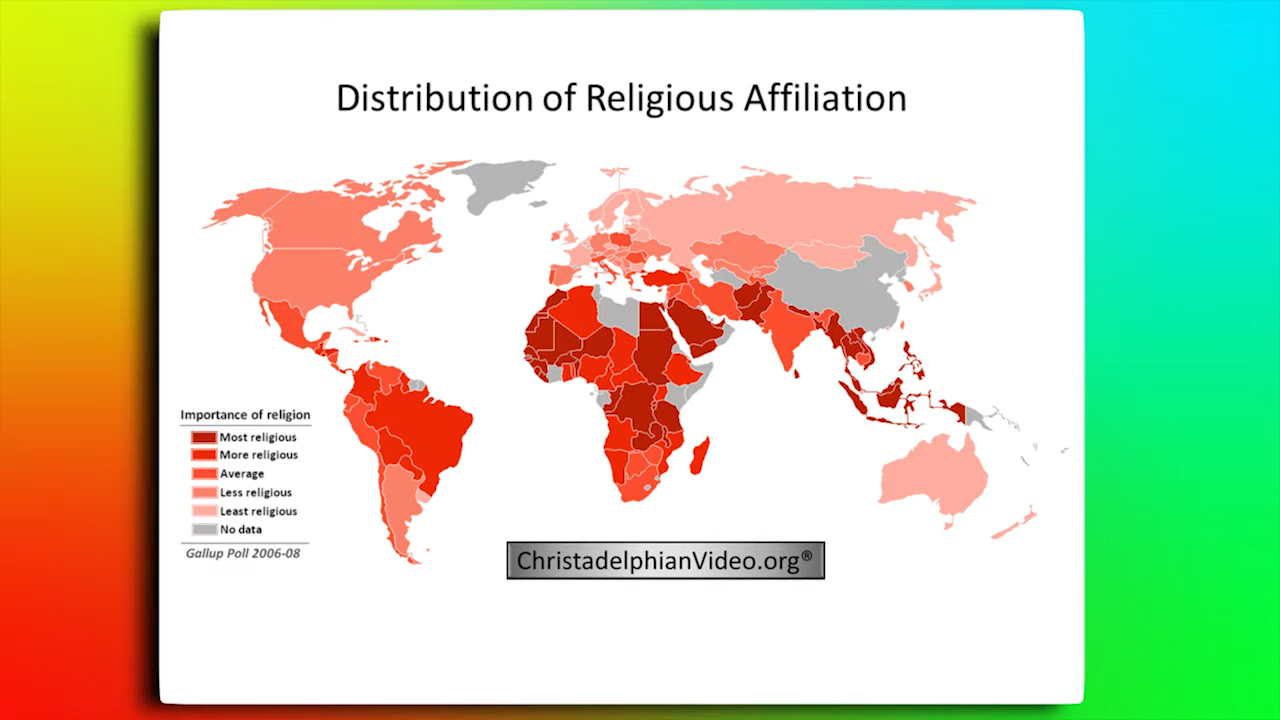 Distribution of Religious Affiliation
Importance of religion
Most religious
More religious
Average
Less religious
Least religious
No data
Gallup Poll 2006-08
ChristadelphianVideo.org®